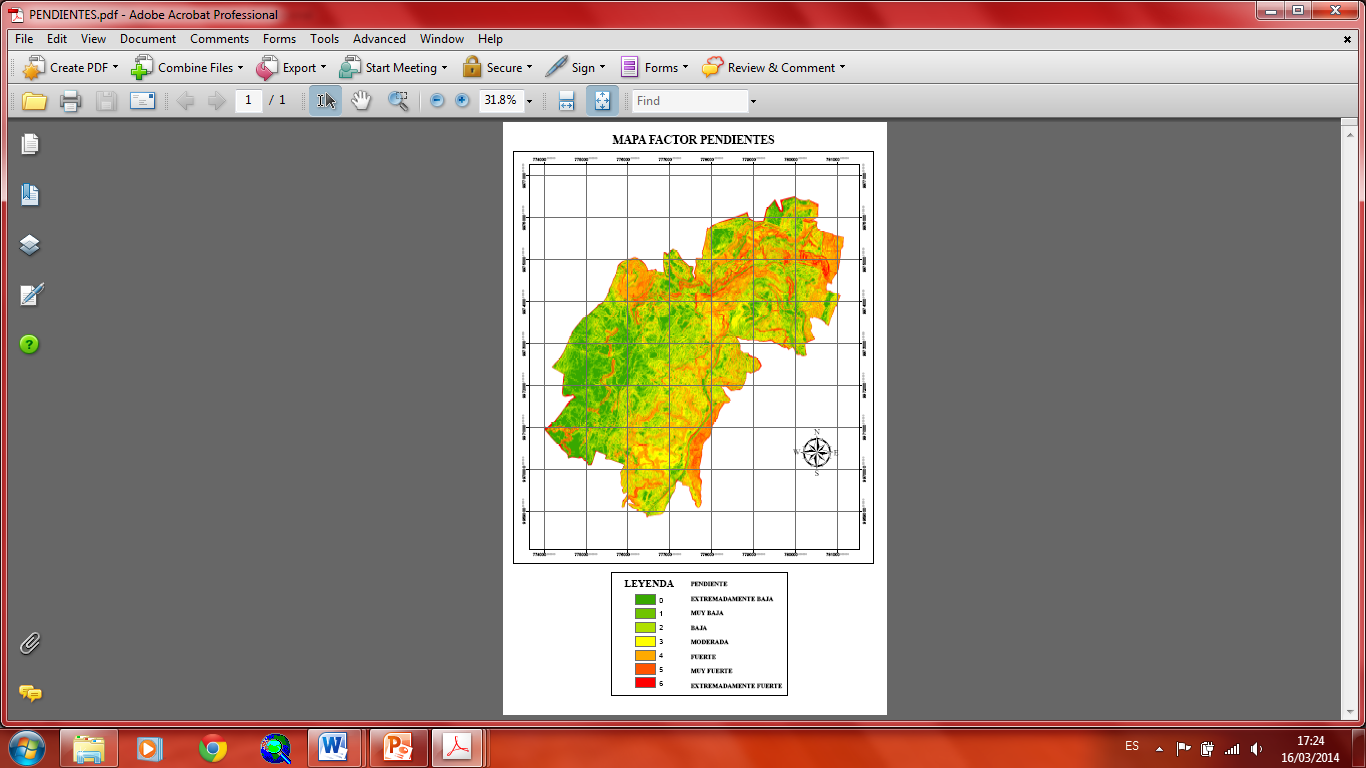 PENDIENTES.pdf - Adobe Acrobat Professional
File Edit View Document Comments Forms Tools Advanced Window Help
Create PDF Combine Files Export Start Meeting Secure Sign Forms Review & Comment
1 / 1 31.8% Find
MAPA FACTOR PENDIENTES
N
W E
S
LEYENDA PENDIENTE
0 EXTREMADAMENTE BAJA
1 MUY BAJA
2 BAJA
3 MODERADA
4 FUERTE
5 MUY FUERTE
6 EXTREMADAMENTE FUERTE
ES
17:24
16/03/2014